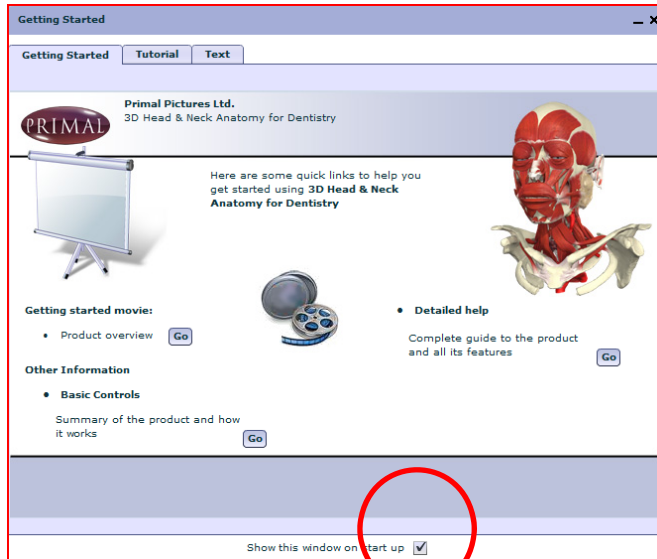 Getting Started
Getting Started Tutorial Text
PRIMAL
Primal Pictures Ltd.
3D Head & Neck Anatomy for Dentistry
Here are some quick links to help you
get started using 3D Head & Neck
Anatomy for Dentistry
Getting started movie:
• Product overview Go
Other Information
• Basic Controls
Summary of the product and how
it works Go
• Detailed help
Complete guide to the product
and all its features Go
Show this window on start up